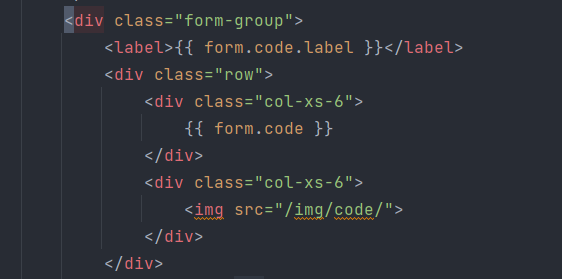 <div class="form-group">
<label>{{ form.code.label }}</label>
<div class="row">
<div class="col-xs-6">
{{ form.code }}
</div>
<div class="col-xs-6">
<img src="/img/code/">
</div>
</div>